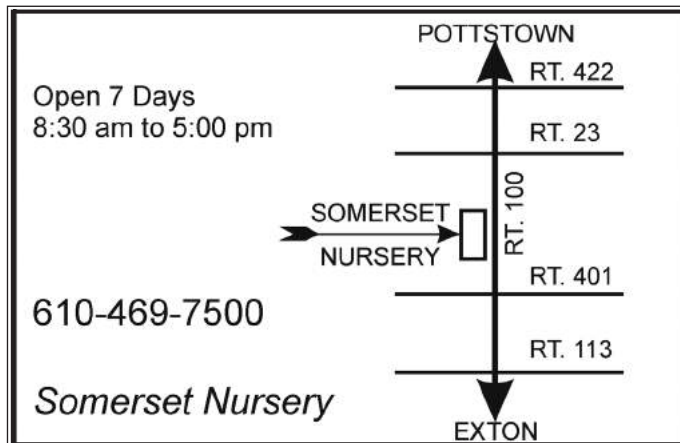 POTTSTOWN
RT. 422
Open 7 Days
8:30 am to 5:00 pm
RT. 23
RT. 100
SOMERSET
NURSERY
RT. 401
610-469-7500
RT. 113
Somerset Nursery
EXTON